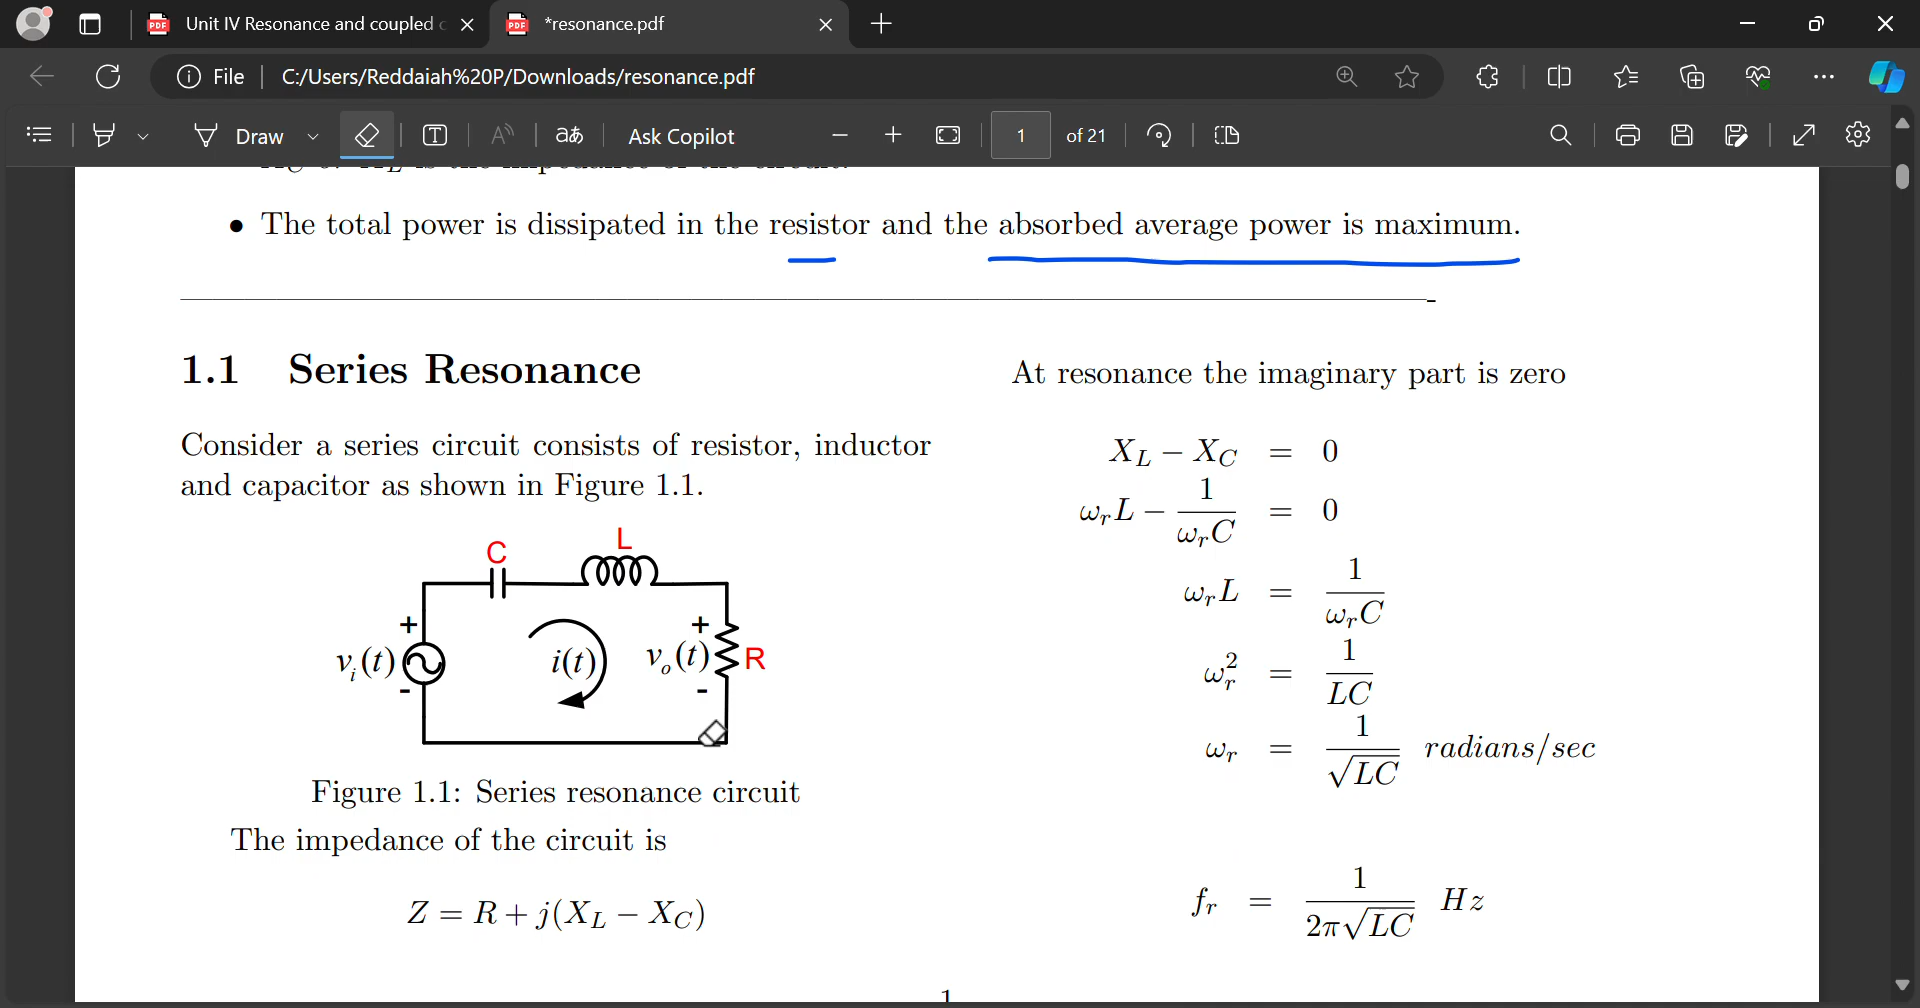 Unit IV Resonance and coupled c
*resonance.pdf
File
C:/Users/Reddaiah%20P/Downloads/resonance.pdf
Draw
Ask Copilot
1
of 21
• The total power is dissipated in the resistor and the absorbed average power is maximum.
1.1 Series Resonance
Consider a series circuit consists of resistor, inductor
and capacitor as shown in Figure 1.1.
C
L
+
+
v_i(t)
i(t)
v_o(t)
R
-
-
Figure 1.1: Series resonance circuit
The impedance of the circuit is
Z = R + j(X_L − X_C)
At resonance the imaginary part is zero
X_L − X_C = 0
ω_r L − 1/(ω_r C) = 0
ω_r L = 1/(ω_r C)
ω_r² = 1/(LC)
ω_r = 1/√(LC) radians/sec
f_r = 1/(2π√(LC)) Hz
1